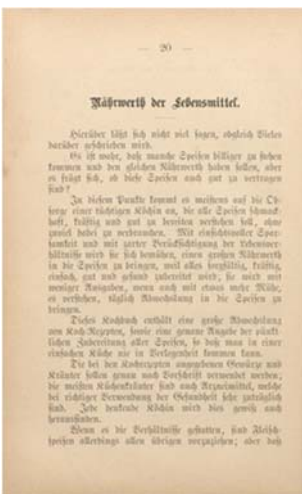 — 20 —
Nährwerth der Lebensmittel.
Hierüber läßt sich nicht viel sagen, obgleich Vieles
darüber geschrieben wird.
Es ist wahr, daß manche Speisen billiger zu stehen
kommen und den gleichen Nährwerth haben sollen, aber
es frägt sich, ob diese Speisen auch gut zu vertragen
sind?
In diesem Punkte kommt es meistens auf die Ob-
sorge einer tüchtigen Köchin an, die alle Speisen schmack-
haft, kräftig und gut zu bereiten verstehen soll, ohne
zuviel dabei zu verbrauchen. Mit einsichtsvoller Spar-
samkeit und mit zarter Berücksichtigung der Lebensver-
hältnisse wird sie sich bemühen, einen großen Nährwerth
in die Speisen zu bringen, weil alles sorgfältig, kräftig,
einfach, gut und gesund zubereitet wird, sie wird mit
weniger Ausgaben, wenn auch mit etwas mehr Mühe,
es verstehen, täglich Abwechslung in die Speisen zu
bringen.
Dieses Kochbuch enthält eine große Abwechslung
von Koch-Rezepten, sowie eine genaue Angabe der pünkt-
lichen Zubereitung aller Speisen, so daß man in einer
einfachen Küche nie in Verlegenheit kommen kann.
Die bei den Kochrezepten angegebenen Gewürze und
Kräuter sollen genau nach Vorschrift verwendet werden;
die meisten Küchenkräuter sind auch Arzneimittel, welche
bei richtiger Verwendung der Gesundheit sehr zuträglich
sind. Jede denkende Köchin wird dies gewiß auch
herausfinden.
Wenn es die Verhältnisse gestatten, sind Fleisch-
speisen allerdings allen übrigen vorzuziehen; aber daß